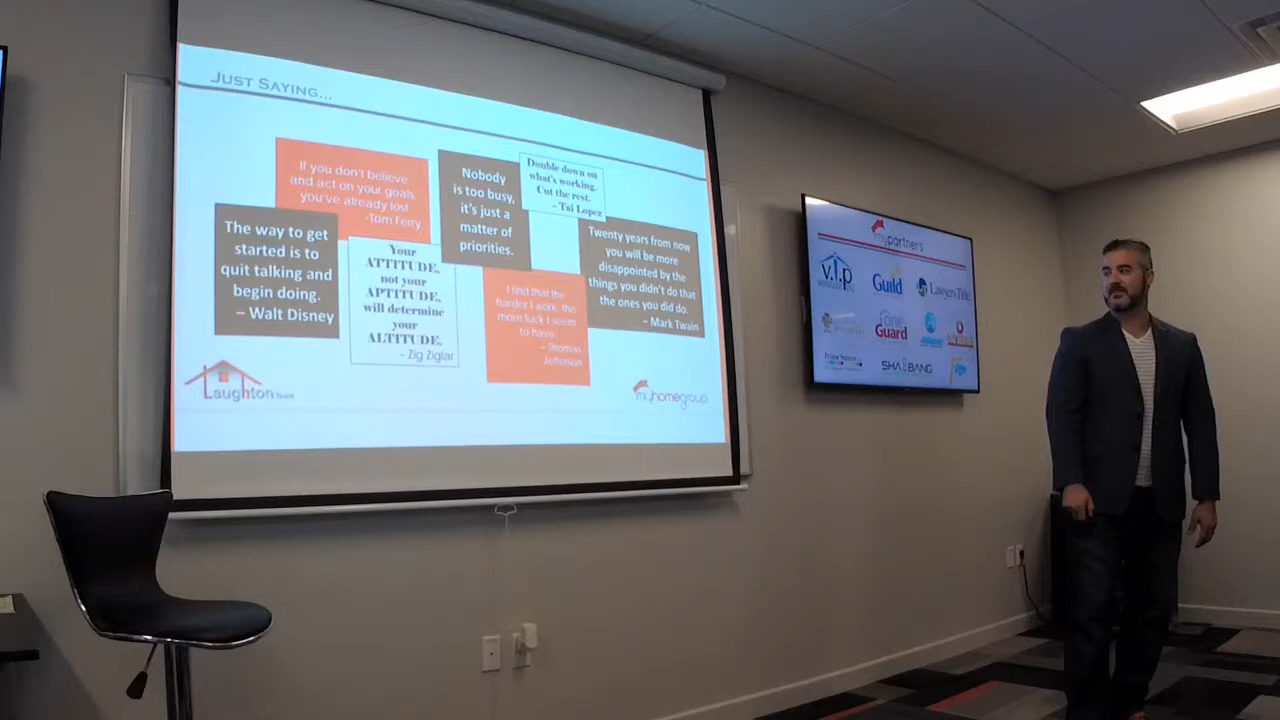 JUST SAYING...
If you don't believe
and act on your goals,
you've already lost
-Tom Ferry
Nobody
is too busy,
it's just a
matter of
priorities.
Double down on
what's working.
Cut the rest.
– Tai Lopez
The way to get
started is to
quit talking and
begin doing.
– Walt Disney
Your
ATTITUDE,
not your
APTITUDE,
will determine
your
ALTITUDE.
– Zig Ziglar
I find that the
harder I work, the
more luck I seem
to have.
– Thomas
Jefferson
Twenty years from now
you will be more
disappointed by the
things you didn't do that
the ones you did do.
– Mark Twain
Laughton Team
myhomegroup
mypartners
v.i.p
Guild
Lawyers Title
one
Guard
SHA BANG